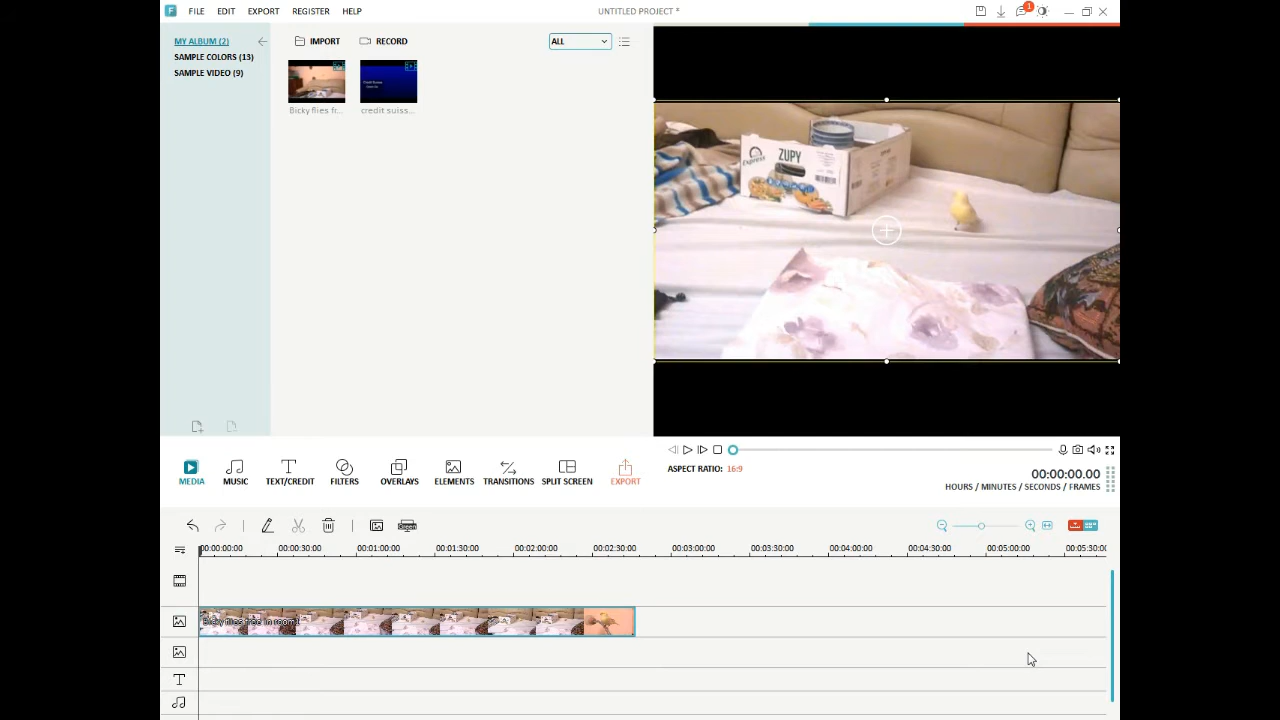 FILE EDIT EXPORT REGISTER HELP UNTITLED PROJECT * 1
MY ALBUM (2)
SAMPLE COLORS (13)
SAMPLE VIDEO (9)
IMPORT RECORD ALL
Bicky flies fr... credit suiss...
Express ZUPY
MEDIA MUSIC TEXT/CREDIT FILTERS OVERLAYS ELEMENTS TRANSITIONS SPLIT SCREEN EXPORT
ASPECT RATIO: 16:9
00:00:00.00
HOURS / MINUTES / SECONDS / FRAMES
00:00:00:00 00:00:30:00 00:01:00:00 00:01:30:00 00:02:00:00 00:02:30:00 00:03:00:00 00:03:30:00 00:04:00:00 00:04:30:00 00:05:00:00 00:05:30:0
Bicky flies free in room1